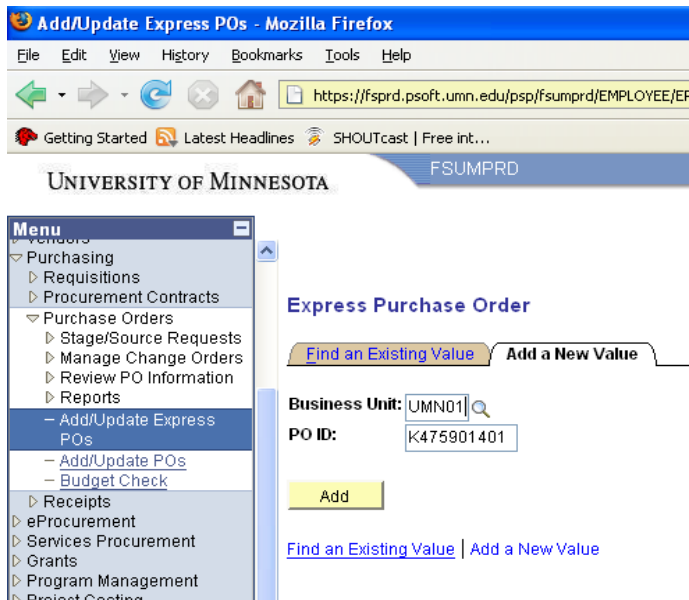 Add/Update Express POs - Mozilla Firefox
File Edit View History Bookmarks Tools Help
https://fsprd.psoft.umn.edu/psp/fsumprd/EMPLOYEE/
Getting Started Latest Headlines SHOUTcast | Free int...
UNIVERSITY OF MINNESOTA
FSUMPRD
Menu
Vendors
Purchasing
Requisitions
Procurement Contracts
Purchase Orders
Stage/Source Requests
Manage Change Orders
Review PO Information
Reports
– Add/Update Express
POs
– Add/Update POs
– Budget Check
Receipts
eProcurement
Services Procurement
Grants
Program Management
Project Costing
Express Purchase Order
Find an Existing Value Add a New Value
Business Unit: UMN01
PO ID: K475901401
Add
Find an Existing Value | Add a New Value